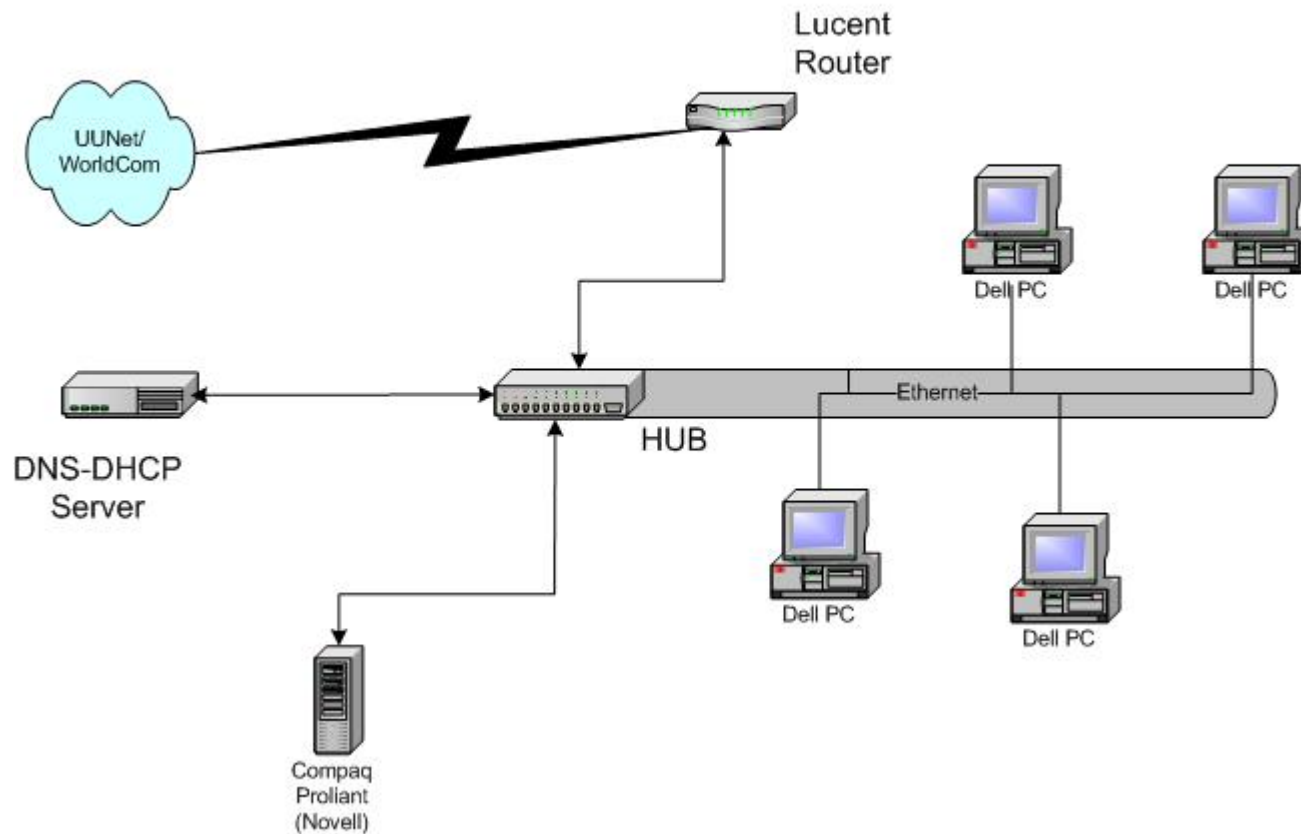 Lucent
Router
UUNet/
WorldCom
Dell PC
Dell PC
Ethernet
HUB
DNS-DHCP
Server
Dell PC
Dell PC
Compaq
Proliant
(Novell)